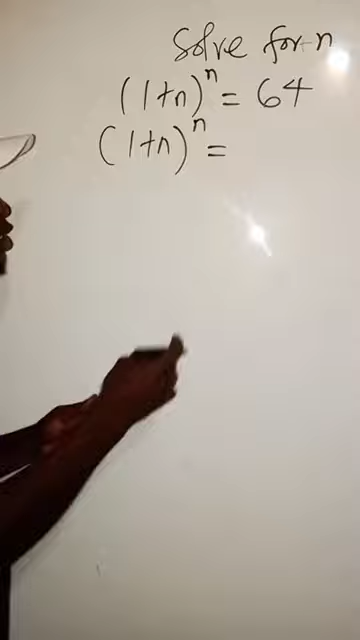 Solve for n
(1+n)ⁿ = 64
(1+n)ⁿ =